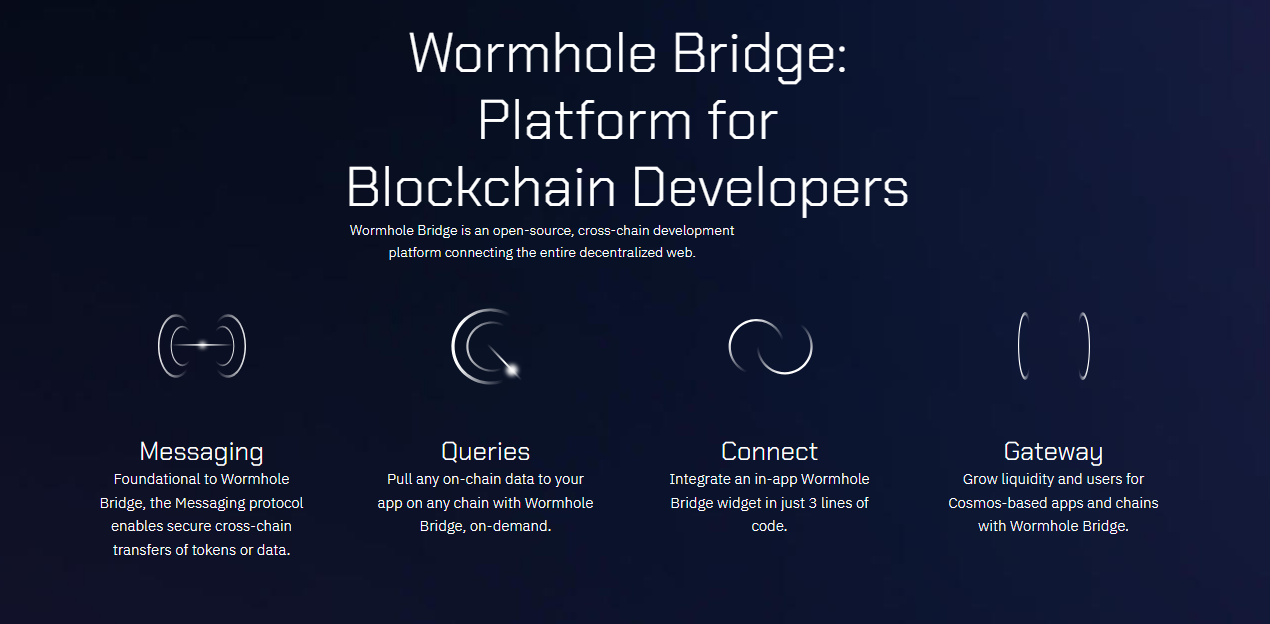 Wormhole Bridge:
Platform for
Blockchain Developers
Wormhole Bridge is an open-source, cross-chain development
platform connecting the entire decentralized web.
Messaging
Foundational to Wormhole
Bridge, the Messaging protocol
enables secure cross-chain
transfers of tokens or data.
Queries
Pull any on-chain data to your
app on any chain with Wormhole
Bridge, on-demand.
Connect
Integrate an in-app Wormhole
Bridge widget in just 3 lines of
code.
Gateway
Grow liquidity and users for
Cosmos-based apps and chains
with Wormhole Bridge.